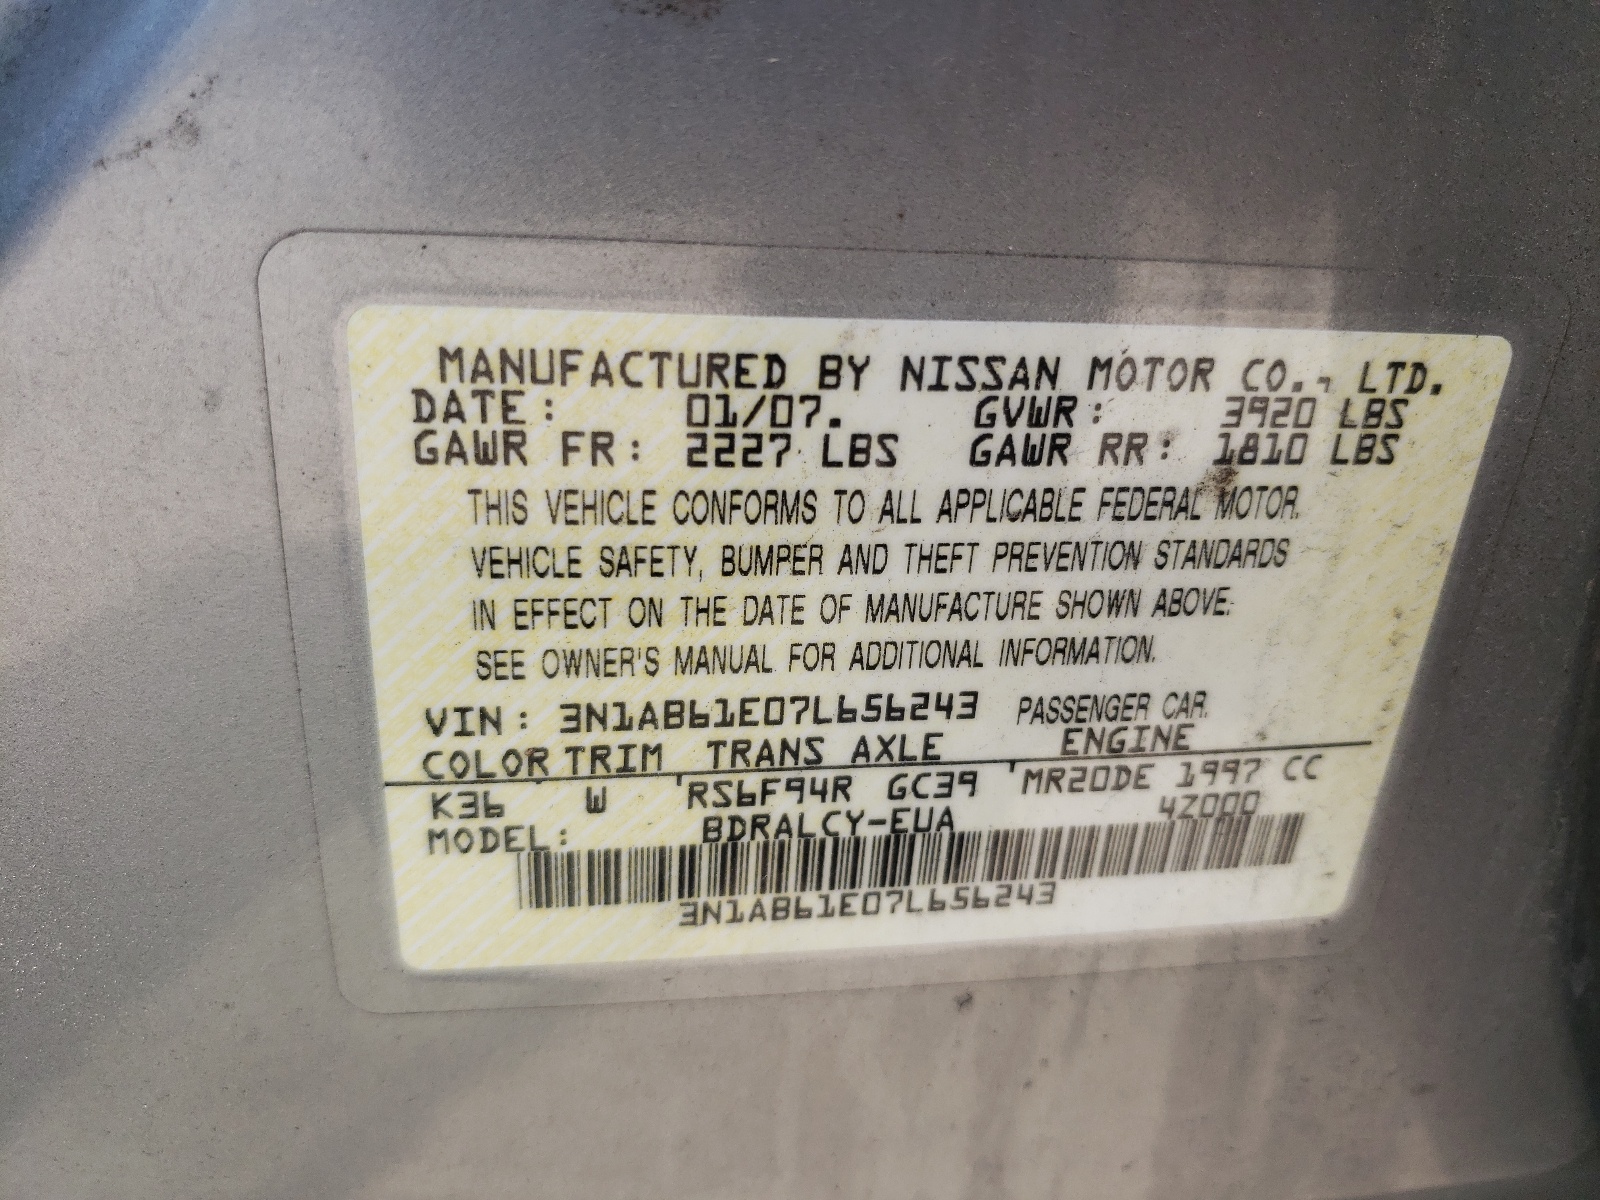 MANUFACTURED BY NISSAN MOTOR CO., LTD.
DATE: 01/07. GVWR: 3920 LBS
GAWR FR: 2227 LBS GAWR RR: 1810 LBS
THIS VEHICLE CONFORMS TO ALL APPLICABLE FEDERAL MOTOR
VEHICLE SAFETY, BUMPER AND THEFT PREVENTION STANDARDS
IN EFFECT ON THE DATE OF MANUFACTURE SHOWN ABOVE.
SEE OWNER'S MANUAL FOR ADDITIONAL INFORMATION.
VIN: 3N1AB61E07L656243 PASSENGER CAR.
COLOR TRIM TRANS AXLE ENGINE
K36 W RS6F94R GC39 MR20DE 1997 CC
MODEL: BDRALCY-EUA 4Z000
3N1AB61E07L656243